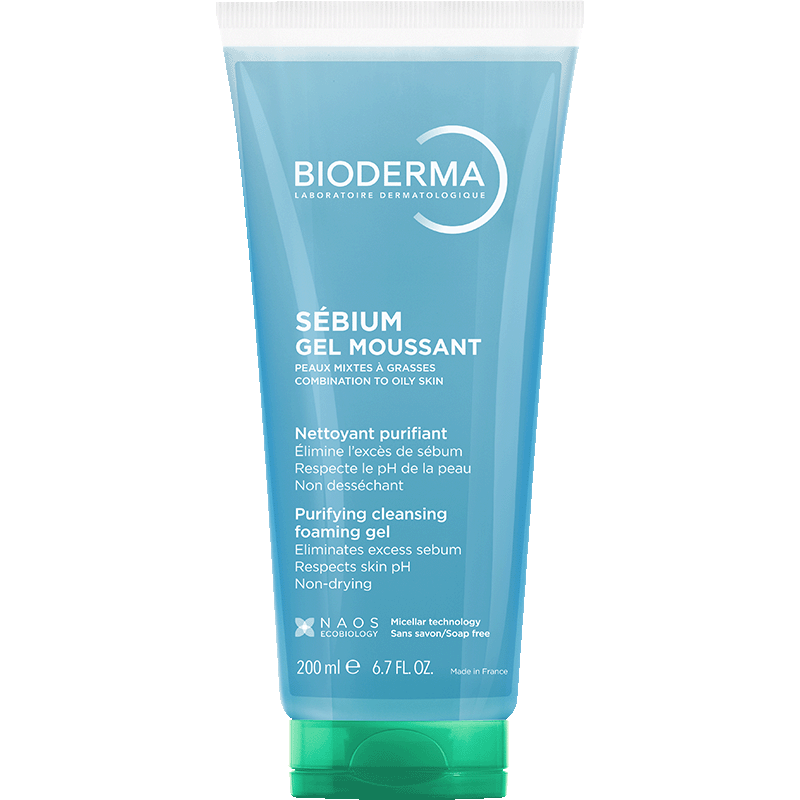 BIODERMA
LABORATOIRE DERMATOLOGIQUE
SÉBIUM
GEL MOUSSANT
PEAUX MIXTES À GRASSES
COMBINATION TO OILY SKIN
Nettoyant purifiant
Élimine l'excès de sébum
Respecte le pH de la peau
Non desséchant
Purifying cleansing
foaming gel
Eliminates excess sebum
Respects skin pH
Non-drying
NAOS
ECOBIOLOGY
Micellar technology
Sans savon/Soap free
200 ml ℮ 6.7 FL. OZ.
Made in France